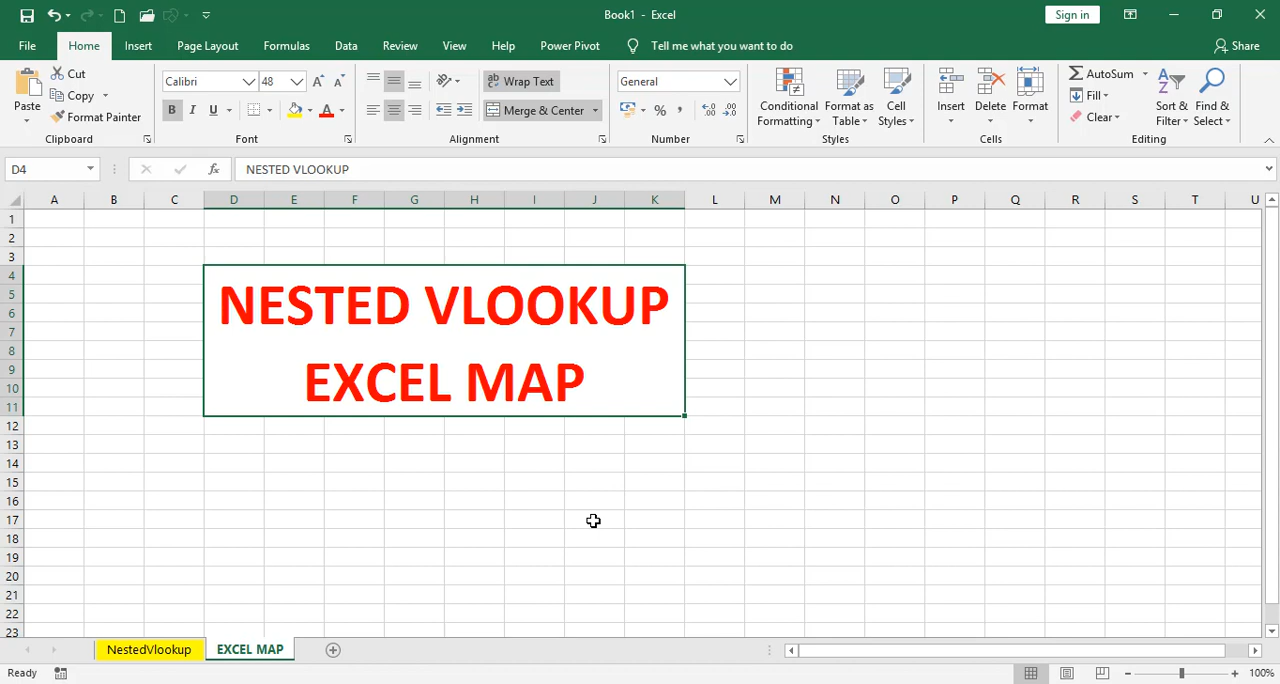 Book1 - Excel
Sign in
File Home Insert Page Layout Formulas Data Review View Help Power Pivot Tell me what you want to do Share
Paste
Cut
Copy
Format Painter
Clipboard
Calibri 48
A A
B I U A
Font
ab Wrap Text
Merge & Center
Alignment
General
% , .00 .0
Number
Conditional Formatting
Format as Table
Cell Styles
Styles
Insert Delete Format
Cells
AutoSum
Fill
Clear
Sort & Filter
Find & Select
Editing
D4 fx NESTED VLOOKUP
A B C D E F G H I J K L M N O P Q R S T U
1
2
3
4
5
6
7
8
9
10
11
12
13
14
15
16
17
18
19
20
21
22
23
NESTED VLOOKUP
EXCEL MAP
NestedVlookup EXCEL MAP
Ready 100%